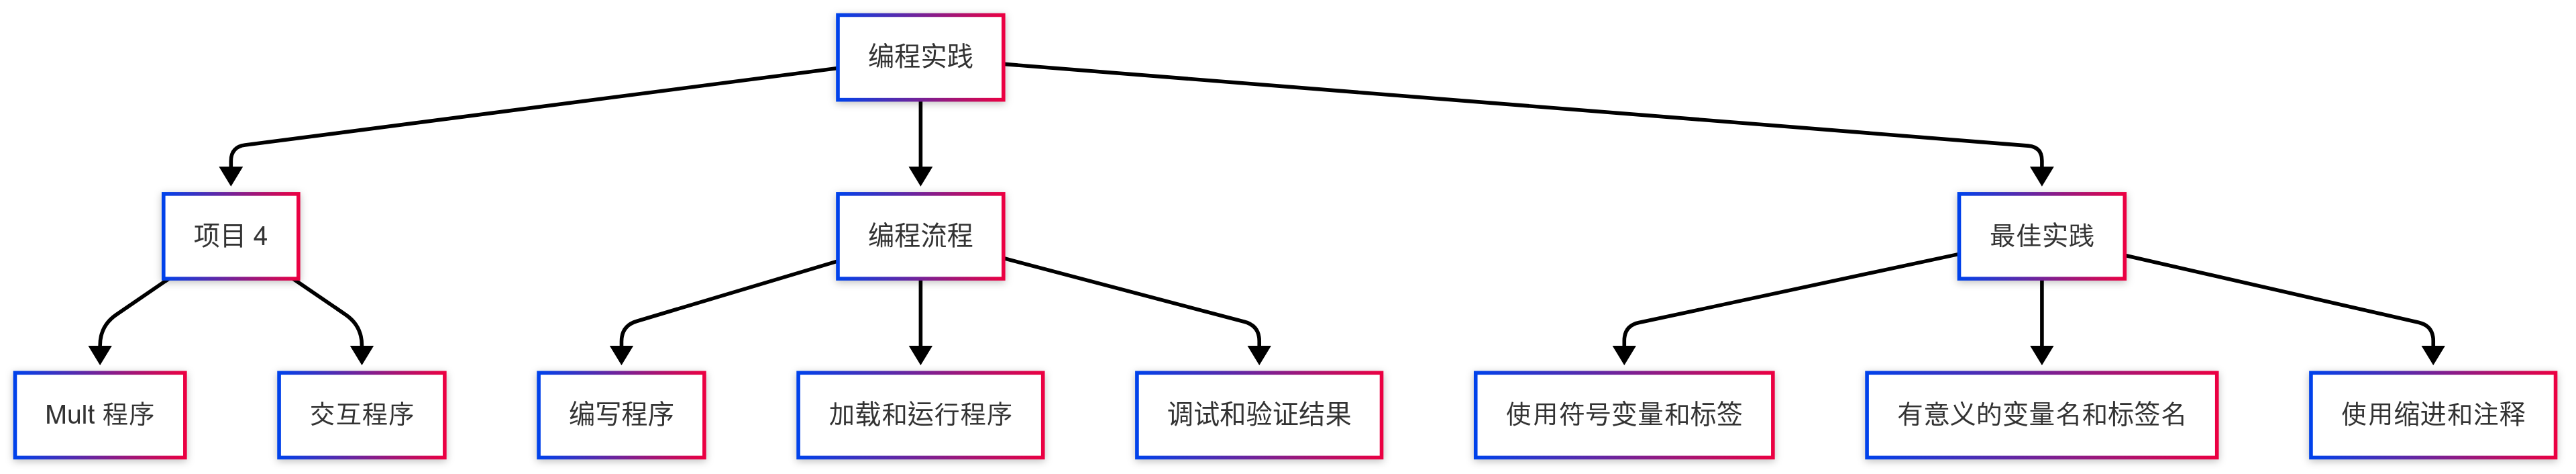 编程实践
项目 4
编程流程
最佳实践
Mult 程序
交互程序
编写程序
加载和运行程序
调试和验证结果
使用符号变量和标签
有意义的变量名和标签名
使用缩进和注释